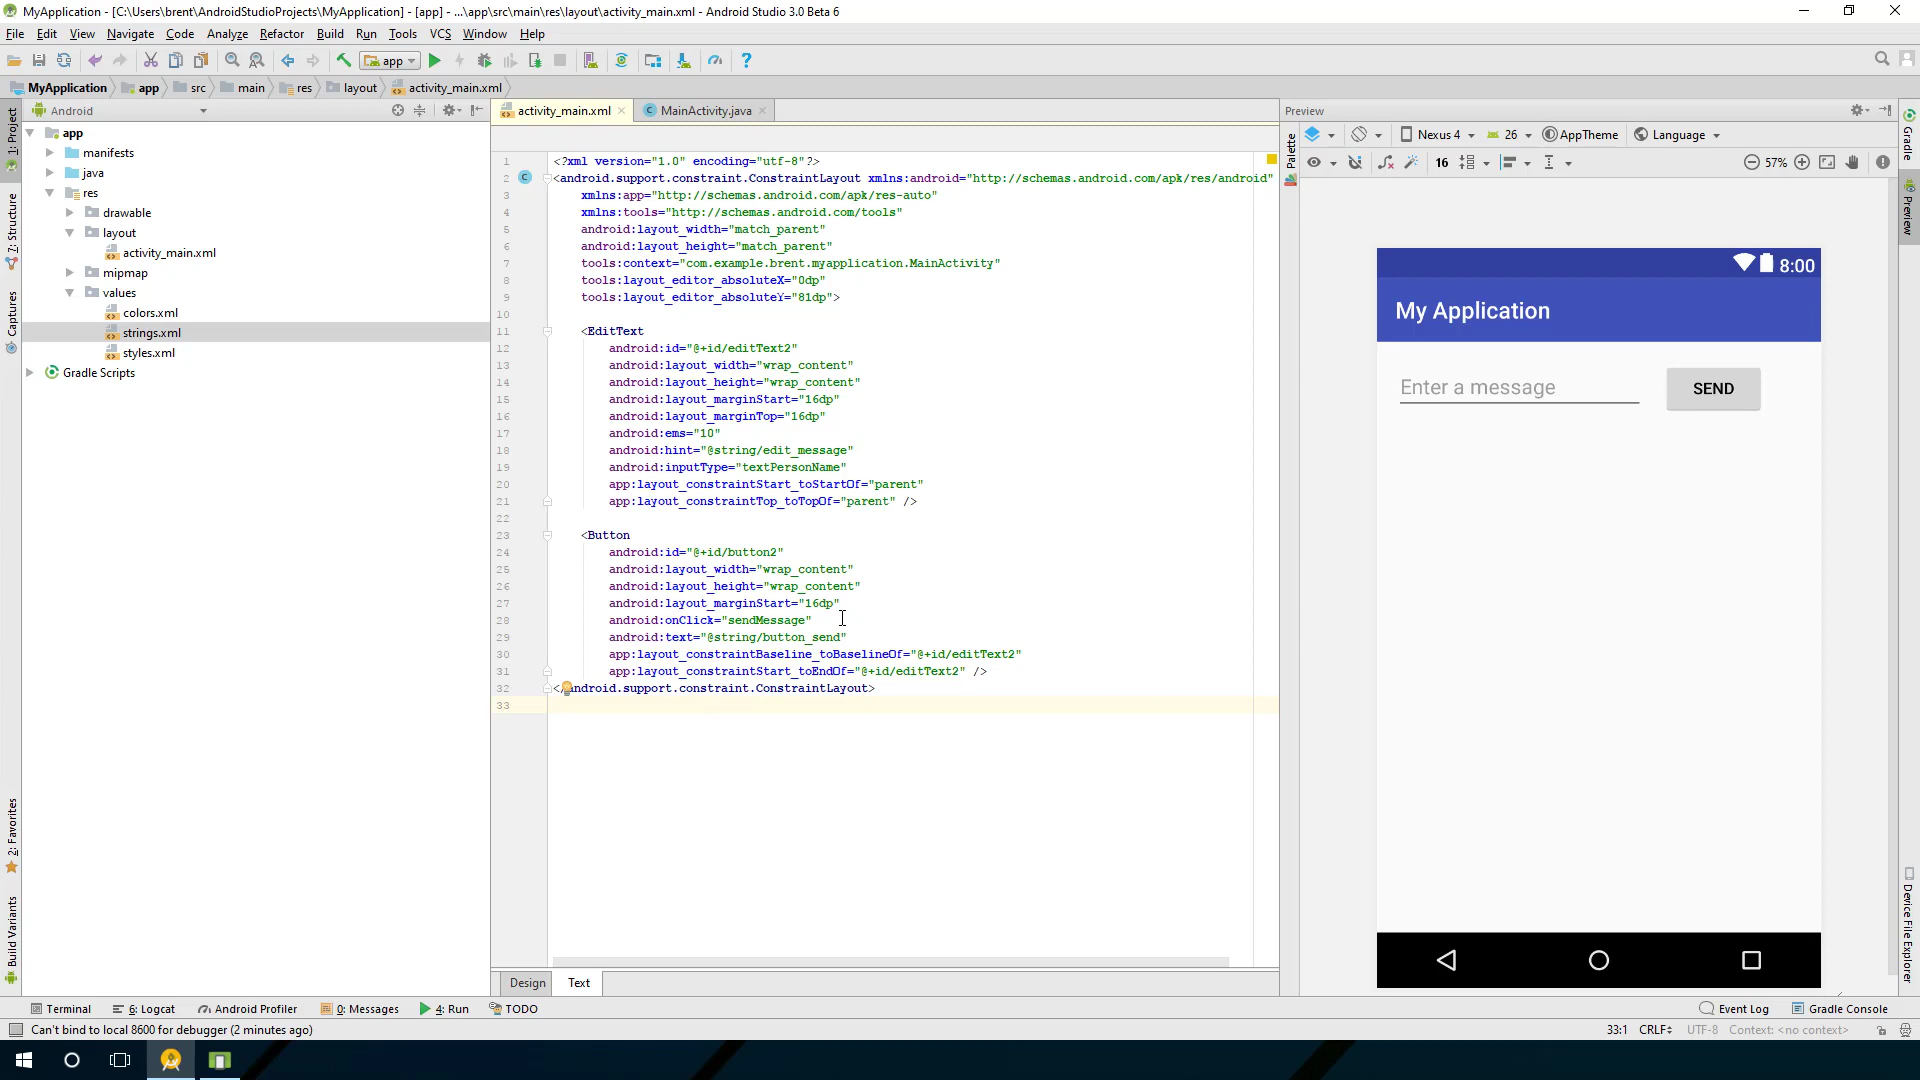 MyApplication - [C:\Users\brent\AndroidStudioProjects\MyApplication] - [app] - ...\app\src\main\res\layout\activity_main.xml - Android Studio 3.0 Beta 6
File Edit View Navigate Code Analyze Refactor Build Run Tools VCS Window Help
app
MyApplication app src main res layout activity_main.xml
1: Project
7: Structure
Captures
2: Favorites
Build Variants
Android
app
manifests
java
res
drawable
layout
activity_main.xml
mipmap
values
colors.xml
strings.xml
styles.xml
Gradle Scripts
activity_main.xml MainActivity.java
1 <?xml version="1.0" encoding="utf-8"?>
2 <android.support.constraint.ConstraintLayout xmlns:android="http://schemas.android.com/apk/res/android"
3 xmlns:app="http://schemas.android.com/apk/res-auto"
4 xmlns:tools="http://schemas.android.com/tools"
5 android:layout_width="match_parent"
6 android:layout_height="match_parent"
7 tools:context="com.example.brent.myapplication.MainActivity"
8 tools:layout_editor_absoluteX="0dp"
9 tools:layout_editor_absoluteY="81dp">
10
11 <EditText
12 android:id="@+id/editText2"
13 android:layout_width="wrap_content"
14 android:layout_height="wrap_content"
15 android:layout_marginStart="16dp"
16 android:layout_marginTop="16dp"
17 android:ems="10"
18 android:hint="@string/edit_message"
19 android:inputType="textPersonName"
20 app:layout_constraintStart_toStartOf="parent"
21 app:layout_constraintTop_toTopOf="parent" />
22
23 <Button
24 android:id="@+id/button2"
25 android:layout_width="wrap_content"
26 android:layout_height="wrap_content"
27 android:layout_marginStart="16dp"
28 android:onClick="sendMessage"
29 android:text="@string/button_send"
30 app:layout_constraintBaseline_toBaselineOf="@+id/editText2"
31 app:layout_constraintStart_toEndOf="@+id/editText2" />
32 </android.support.constraint.ConstraintLayout>
33
Design Text
Preview
Palette
Nexus 4 26 AppTheme Language
16 57%
8:00
My Application
Enter a message SEND
Gradle
Preview
Device File Explorer
Terminal 6: Logcat Android Profiler 0: Messages 4: Run TODO Event Log Gradle Console
Can't bind to local 8600 for debugger (2 minutes ago) 33:1 CRLF UTF-8 Context: <no context>